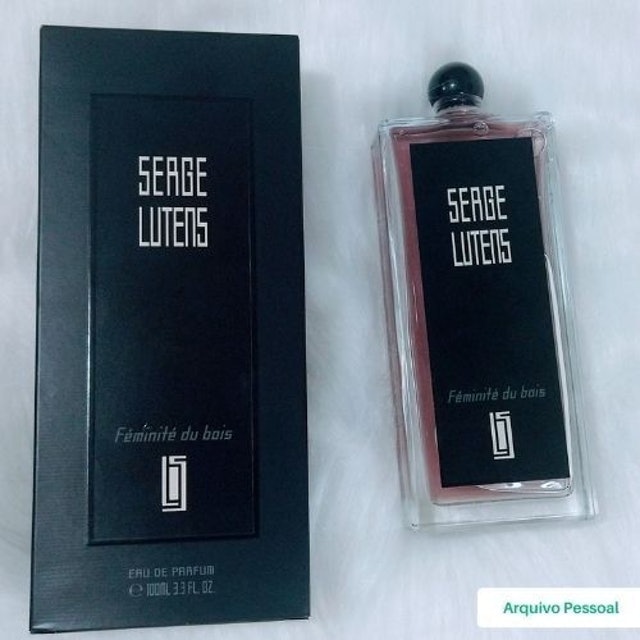 SERGE
LUTENS
Féminité du bois
EAU DE PARFUM
℮ 100ML 3.3 FL. OZ.
SERGE
LUTENS
Féminité du bois
Arquivo Pessoal